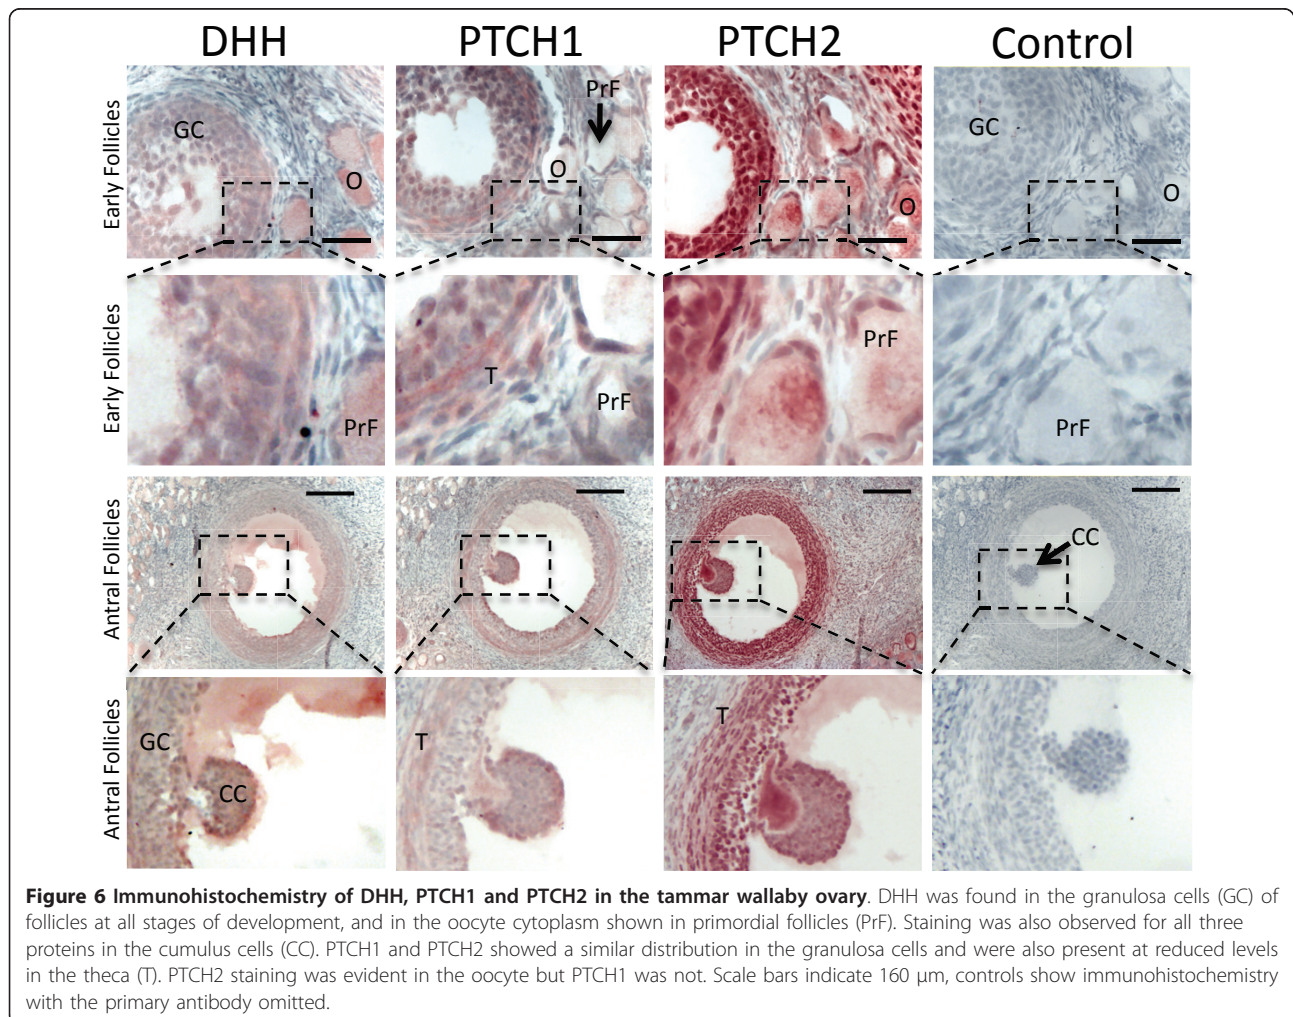 DHH PTCH1 PTCH2 Control
Early Follicles
GC
O
PrF
O
O
GC
O
Early Follicles
PrF
T
PrF
PrF
PrF
Antral Follicles
CC
Antral Follicles
GC
CC
T
T
Figure 6 Immunohistochemistry of DHH, PTCH1 and PTCH2 in the tammar wallaby ovary. DHH was found in the granulosa cells (GC) of
follicles at all stages of development, and in the oocyte cytoplasm shown in primordial follicles (PrF). Staining was also observed for all three
proteins in the cumulus cells (CC). PTCH1 and PTCH2 showed a similar distribution in the granulosa cells and were also present at reduced levels
in the theca (T). PTCH2 staining was evident in the oocyte but PTCH1 was not. Scale bars indicate 160 μm, controls show immunohistochemistry
with the primary antibody omitted.